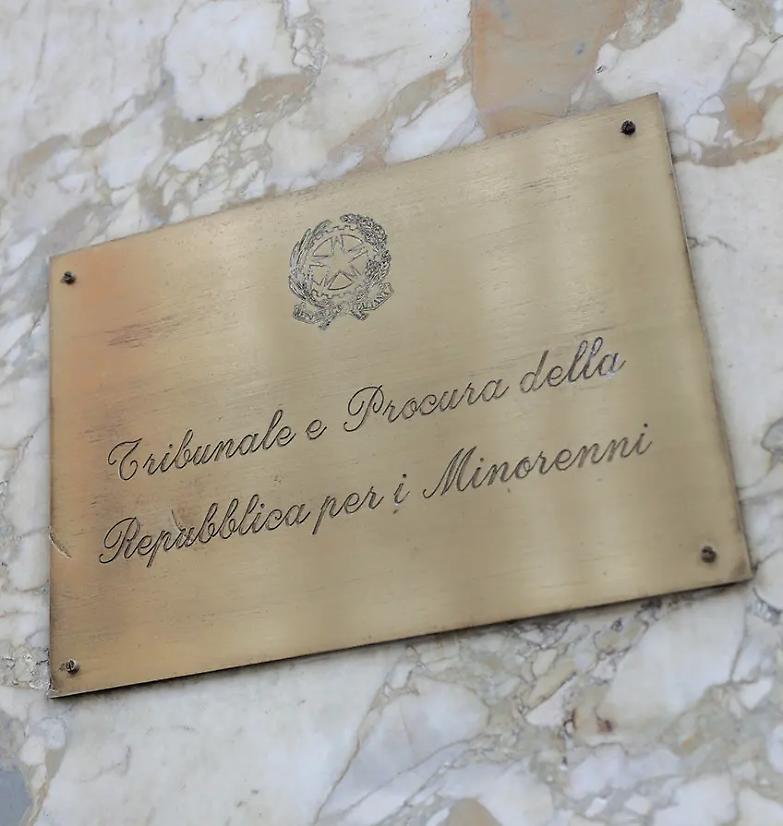 Tribunale e Procura della
Repubblica per i Minorenni